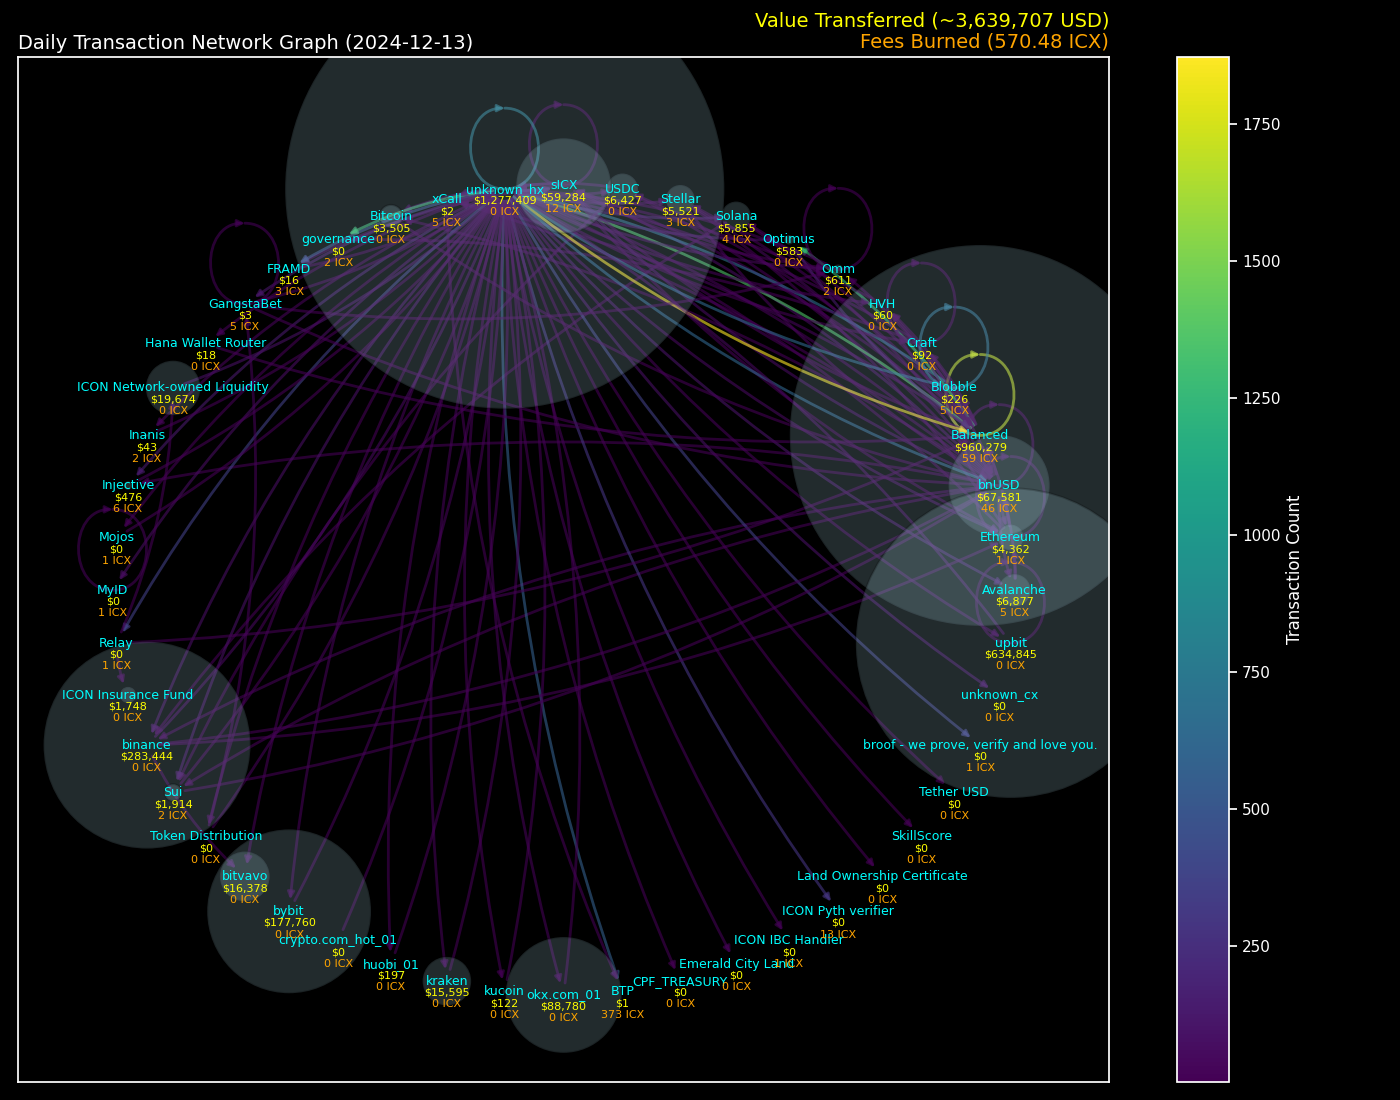 Value Transferred (~3,639,707 USD)
Daily Transaction Network Graph (2024-12-13)
Fees Burned (570.48 ICX)
unknown_hx
$1,277,409
0 ICX
sICX
$59,284
12 ICX
USDC
$6,427
0 ICX
Stellar
$5,521
3 ICX
Solana
$5,855
4 ICX
Optimus
$583
0 ICX
Omm
$611
2 ICX
HVH
$60
0 ICX
Craft
$92
0 ICX
Blobble
$226
5 ICX
Balanced
$960,279
59 ICX
bnUSD
$67,581
46 ICX
Ethereum
$4,362
1 ICX
Avalanche
$6,877
5 ICX
upbit
$634,845
0 ICX
unknown_cx
$0
0 ICX
broof - we prove, verify and love you.
$0
1 ICX
Tether USD
$0
0 ICX
SkillScore
$0
0 ICX
Land Ownership Certificate
$0
0 ICX
ICON Pyth verifier
$0
13 ICX
ICON IBC Handler
$0
ICX
Emerald City Land
$0
0 ICX
CPF_TREASURY
$0
0 ICX
BTP
$1
373 ICX
okx.com_01
$88,780
0 ICX
kucoin
$122
0 ICX
kraken
$15,595
0 ICX
huobi_01
$197
0 ICX
crypto.com_hot_01
$0
0 ICX
bybit
$177,760
0 ICX
bitvavo
$16,378
0 ICX
Token Distribution
$0
0 ICX
Sui
$1,914
2 ICX
binance
$283,444
0 ICX
ICON Insurance Fund
$1,748
0 ICX
Relay
$0
1 ICX
MyID
$0
1 ICX
Mojos
$0
1 ICX
Injective
$476
6 ICX
Inanis
$43
2 ICX
ICON Network-owned Liquidity
$19,674
0 ICX
Hana Wallet Router
$18
0 ICX
GangstaBet
$3
5 ICX
FRAMD
$16
3 ICX
governance
$0
2 ICX
Bitcoin
$3,505
0 ICX
xCall
$2
5 ICX
1750
1500
1250
1000
750
500
250
Transaction Count